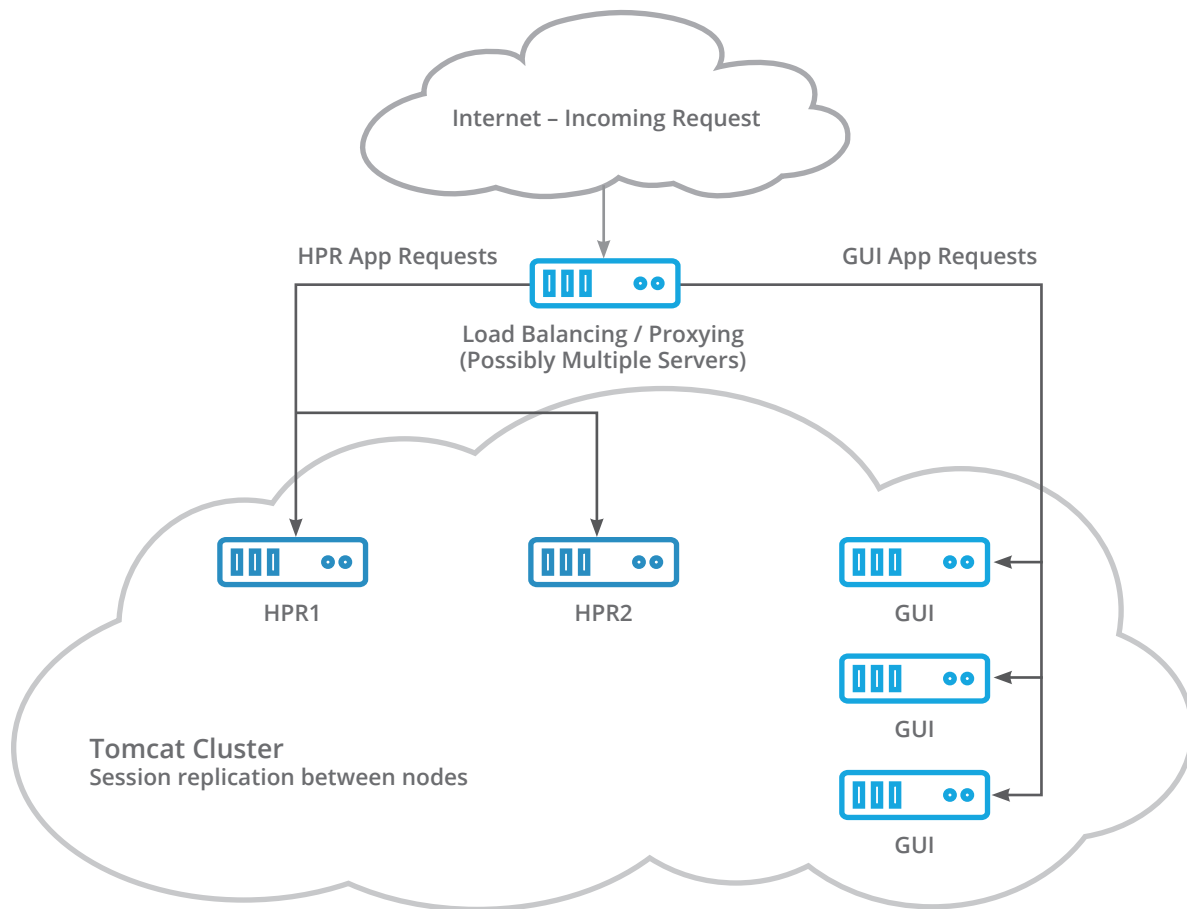 Internet – Incoming Request
HPR App Requests
GUI App Requests
Load Balancing / Proxying
(Possibly Multiple Servers)
HPR1
HPR2
GUI
GUI
Tomcat Cluster
Session replication between nodes
GUI